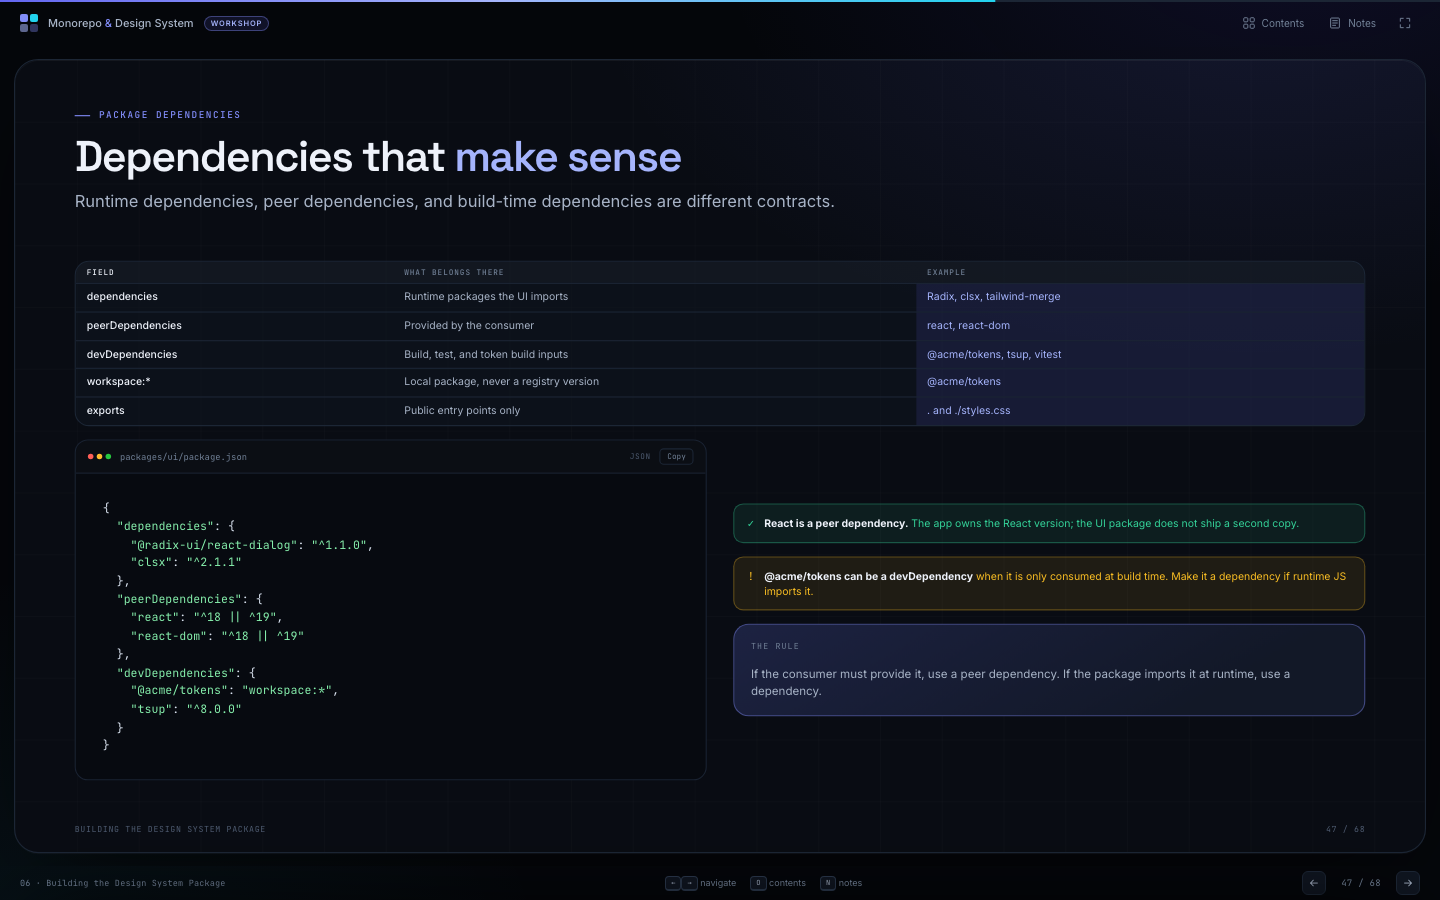 Monorepo & Design System WORKSHOP
Contents Notes
PACKAGE DEPENDENCIES
Dependencies that make sense
Runtime dependencies, peer dependencies, and build-time dependencies are different contracts.
FIELD WHAT BELONGS THERE EXAMPLE
dependencies Runtime packages the UI imports Radix, clsx, tailwind-merge
peerDependencies Provided by the consumer react, react-dom
devDependencies Build, test, and token build inputs @acme/tokens, tsup, vitest
workspace:* Local package, never a registry version @acme/tokens
exports Public entry points only . and ./styles.css
packages/ui/package.json JSON Copy
{
"dependencies": {
"@radix-ui/react-dialog": "^1.1.0",
"clsx": "^2.1.1"
},
"peerDependencies": {
"react": "^18 || ^19",
"react-dom": "^18 || ^19"
},
"devDependencies": {
"@acme/tokens": "workspace:*",
"tsup": "^8.0.0"
}
}
✓ React is a peer dependency. The app owns the React version; the UI package does not ship a second copy.
! @acme/tokens can be a devDependency when it is only consumed at build time. Make it a dependency if runtime JS
imports it.
THE RULE
If the consumer must provide it, use a peer dependency. If the package imports it at runtime, use a
dependency.
BUILDING THE DESIGN SYSTEM PACKAGE 47 / 68
06 · Building the Design System Package ← → navigate O contents N notes ← 47 / 68 →